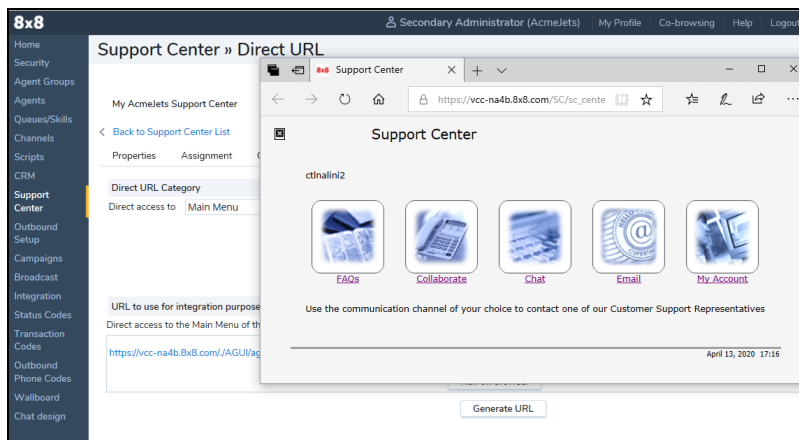 8x8
Secondary Administrator (AcmeJets) My Profile Co-browsing Help Logout
Home
Security
Agent Groups
Agents
Queues/Skills
Channels
Scripts
CRM
Support
Center
Outbound
Setup
Campaigns
Broadcast
Integration
Status Codes
Transaction
Codes
Outbound
Phone Codes
Wallboard
Chat design
Support Center » Direct URL
My AcmeJets Support Center
Back to Support Center List
Properties Assignment
Direct URL Category
Direct access to Main Menu
URL to use for integration purpose
Direct access to the Main Menu of th
https://vcc-na4b.8x8.com/./AGUI/ag
Generate URL
8x8 Support Center
https://vcc-na4b.8x8.com/SC/sc_cente
Support Center
ctlnalini2
FAQs Collaborate Chat Email My Account
Use the communication channel of your choice to contact one of our Customer Support Representatives
April 13, 2020 17:16